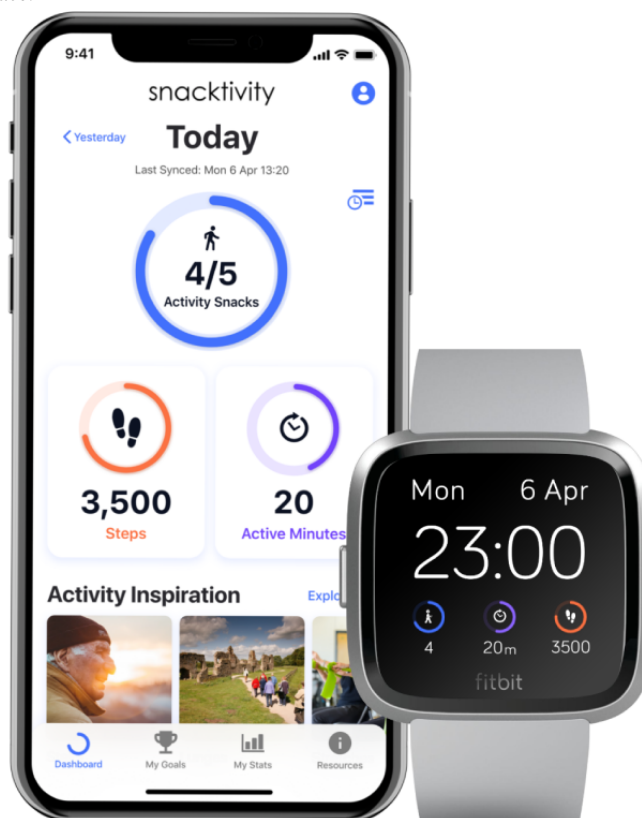 9:41
snacktivity
Yesterday
Today
Last Synced: Mon 6 Apr 13:20
4/5
Activity Snacks
3,500
Steps
20
Active Minutes
Activity Inspiration
Explo
Dashboard
My Goals
My Stats
Resources
Mon 6 Apr
23:00
4
20m
3500
fitbit